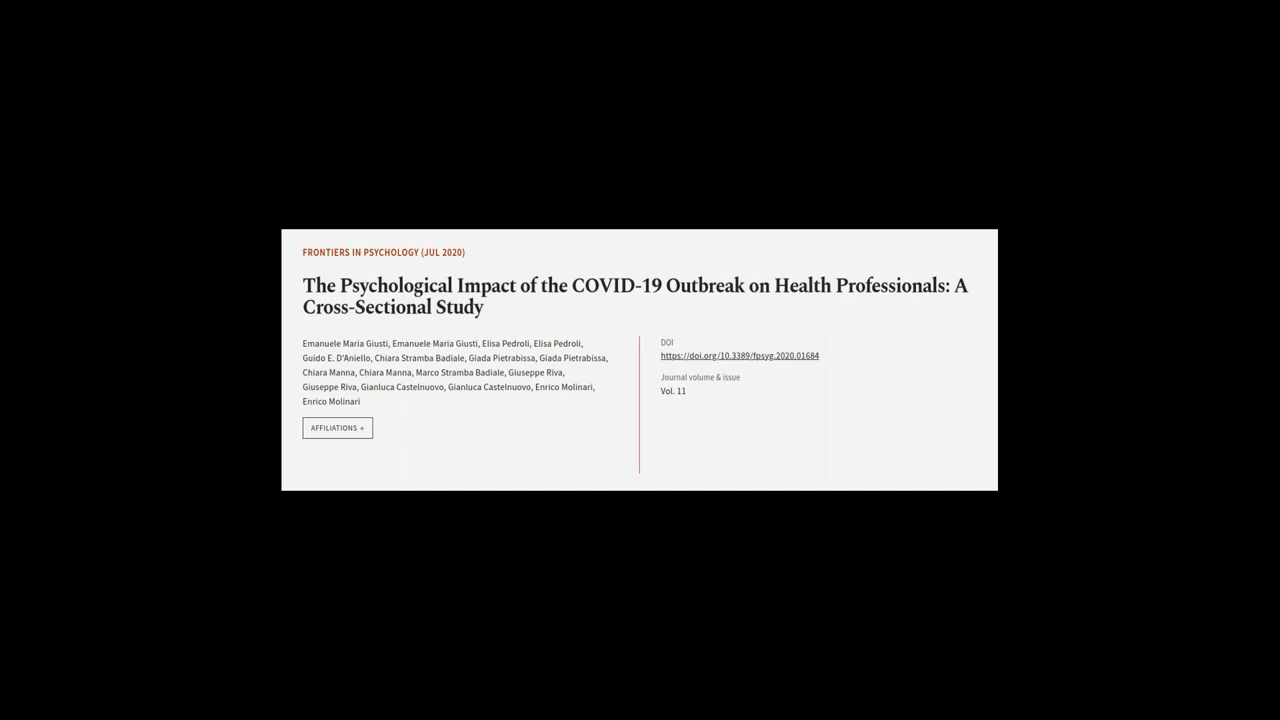 FRONTIERS IN PSYCHOLOGY (JUL 2020)
The Psychological Impact of the COVID-19 Outbreak on Health Professionals: A
Cross-Sectional Study
Emanuele Maria Giusti, Emanuele Maria Giusti, Elisa Pedroli, Elisa Pedroli,
Guido E. D'Aniello, Chiara Stramba Badiale, Giada Pietrabissa, Giada Pietrabissa,
Chiara Manna, Chiara Manna, Marco Stramba Badiale, Giuseppe Riva,
Giuseppe Riva, Gianluca Castelnuovo, Gianluca Castelnuovo, Enrico Molinari,
Enrico Molinari
AFFILIATIONS +
DOI
https://doi.org/10.3389/fpsyg.2020.01684
Journal volume & issue
Vol. 11